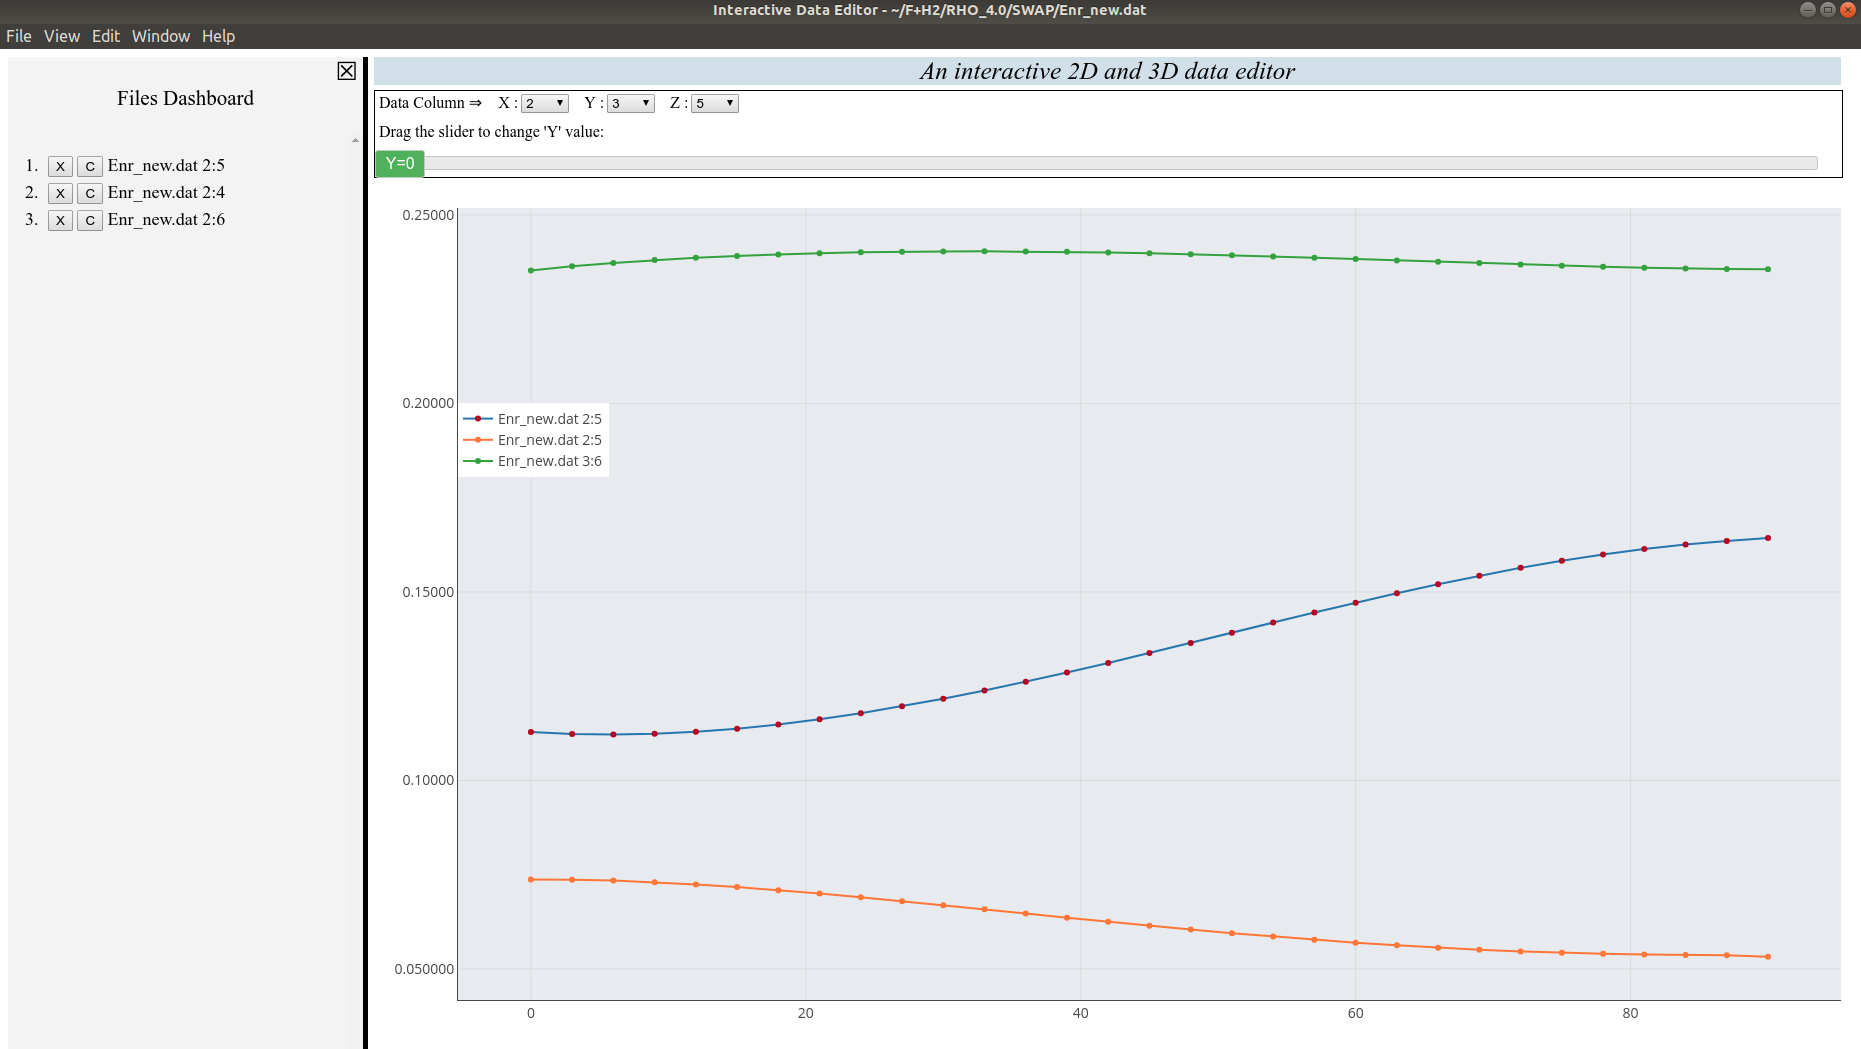 Interactive Data Editor - ~/F+H2/RHO_4.0/SWAP/Enr_new.dat
File View Edit Window Help
Files Dashboard
1. X C Enr_new.dat 2:5
2. X C Enr_new.dat 2:4
3. X C Enr_new.dat 2:6
An interactive 2D and 3D data editor
Data Column ⇒ X : 2 Y : 3 Z : 5
Drag the slider to change 'Y' value:
Y=0
0.25000
0.20000
Enr_new.dat 2:5
Enr_new.dat 2:5
Enr_new.dat 3:6
0.15000
0.10000
0.050000
0 20 40 60 80